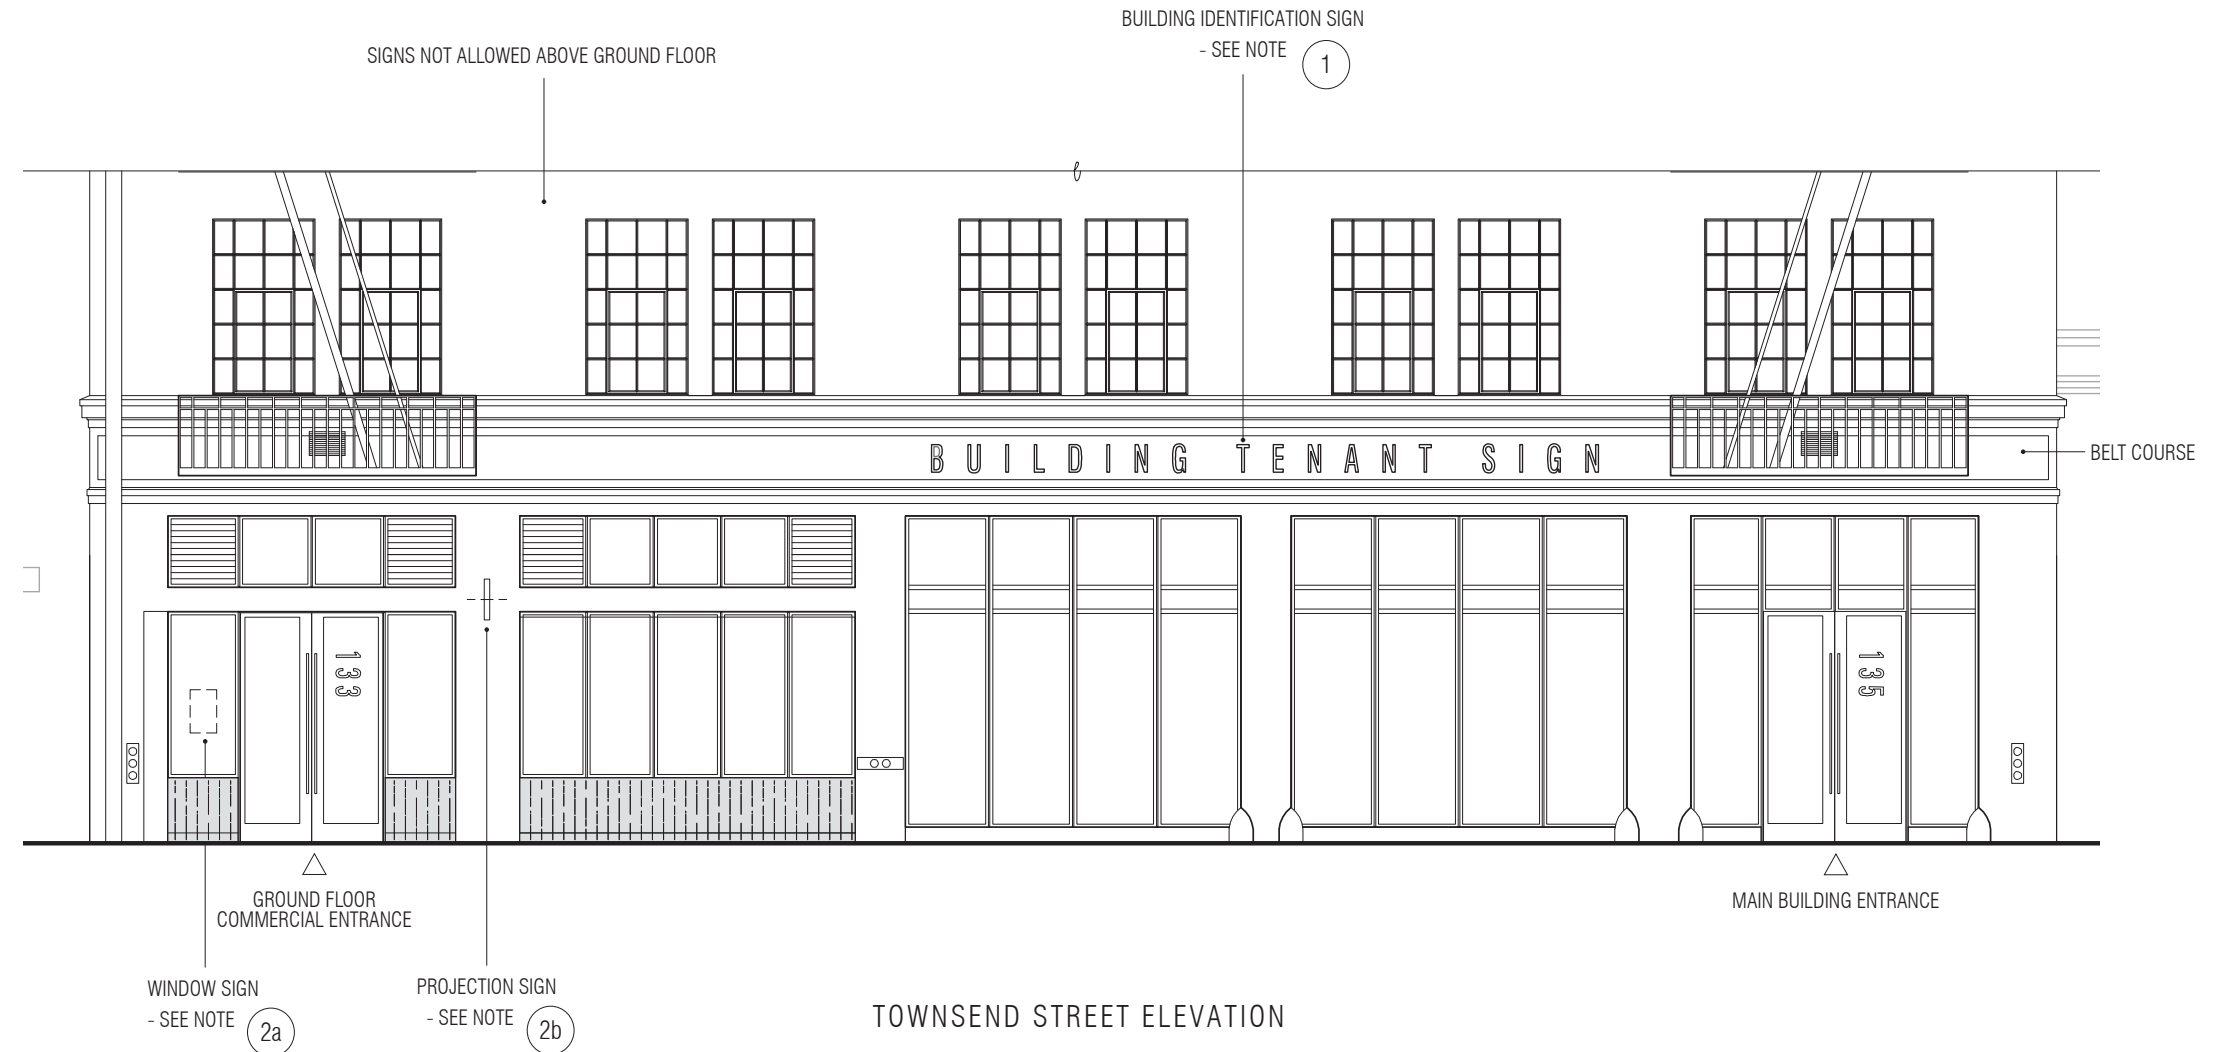 BUILDING IDENTIFICATION SIGN
- SEE NOTE 1
SIGNS NOT ALLOWED ABOVE GROUND FLOOR
BUILDING TENANT SIGN
BELT COURSE
133
135
GROUND FLOOR
COMMERCIAL ENTRANCE
MAIN BUILDING ENTRANCE
WINDOW SIGN
- SEE NOTE 2a
PROJECTION SIGN
- SEE NOTE 2b
TOWNSEND STREET ELEVATION